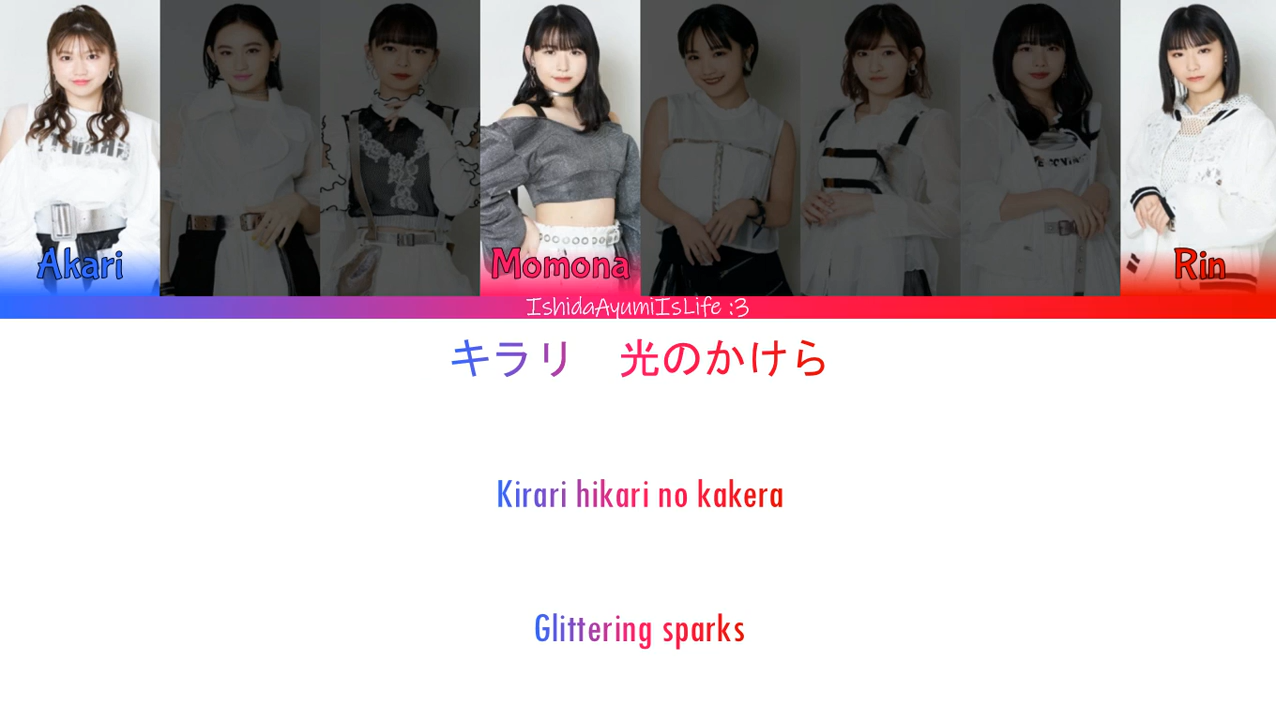 Akari
Momona
Rin
IshidaAyumiIsLife :3
キラリ　光のかけら
Kirari hikari no kakera
Glittering sparks